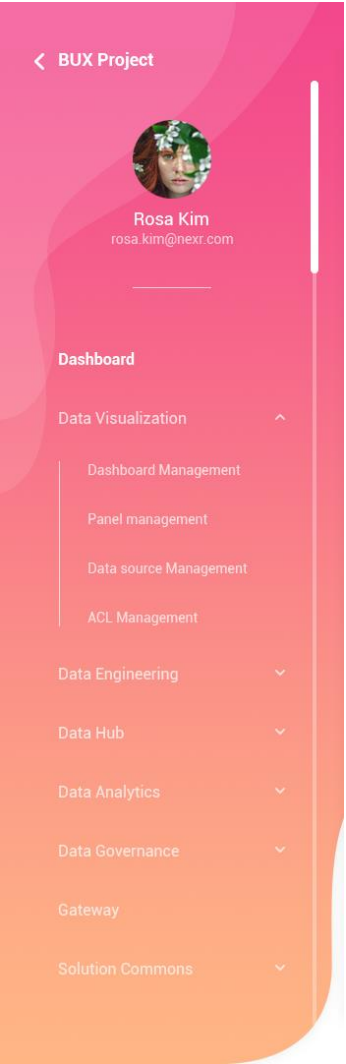 BUX Project
Rosa Kim
rosa.kim@nexr.com
Dashboard
Data Visualization
Dashboard Management
Panel management
Data source Management
ACL Management
Data Engineering
Data Hub
Data Analytics
Data Governance
Gateway
Solution Commons